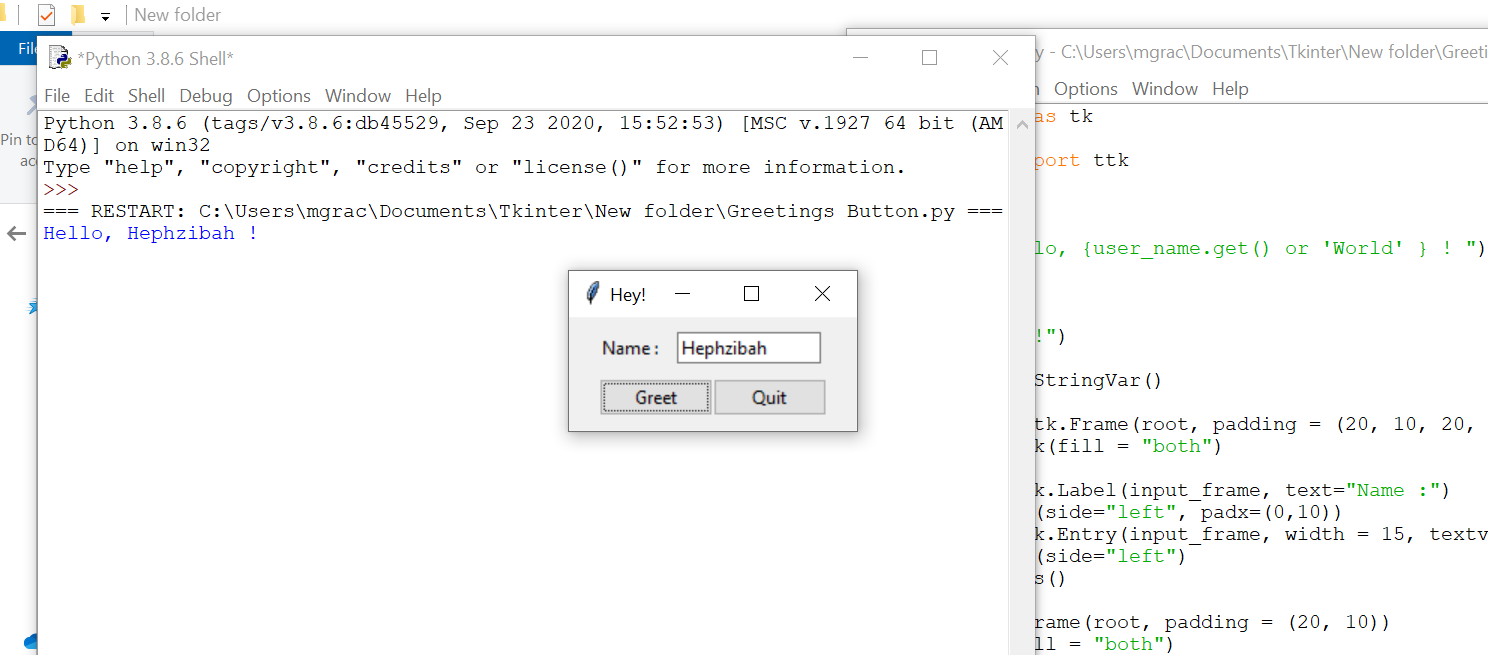 New folder
File
Pin to
*Python 3.8.6 Shell*
File Edit Shell Debug Options Window Help
Python 3.8.6 (tags/v3.8.6:db45529, Sep 23 2020, 15:52:53) [MSC v.1927 64 bit (AM
D64)] on win32
Type "help", "copyright", "credits" or "license()" for more information.
>>>
=== RESTART: C:\Users\mgrac\Documents\Tkinter\New folder\Greetings Button.py ===
Hello, Hephzibah !
Hey!
Name : Hephzibah
Greet Quit
y - C:\Users\mgrac\Documents\Tkinter\New folder\Greeti
Options Window Help
as tk
port ttk
lo, {user_name.get() or 'World' } ! ")
!")
StringVar()
tk.Frame(root, padding = (20, 10, 20,
k(fill = "both")
k.Label(input_frame, text="Name :")
(side="left", padx=(0,10))
k.Entry(input_frame, width = 15, textv
(side="left")
s()
rame(root, padding = (20, 10))
ll = "both")